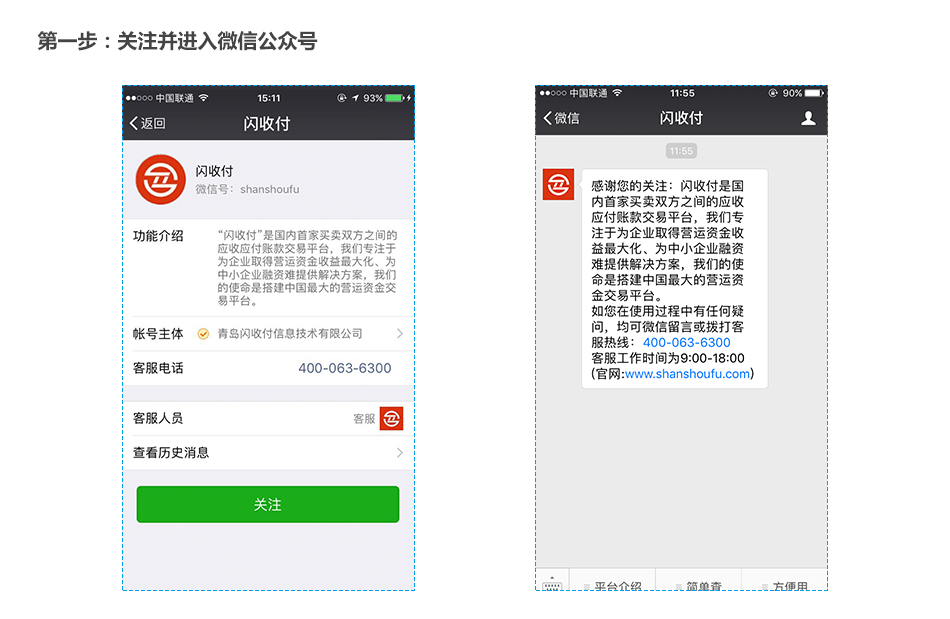 第一步：关注并进入微信公众号
中国联通 15:11 93%
返回 闪收付
闪收付
微信号：shanshoufu
功能介绍
“闪收付”是国内首家买卖双方之间的
应收应付账款交易平台，我们专注于
为企业取得营运资金收益最大化、为
中小企业融资难提供解决方案，我们
的使命是搭建中国最大的营运资金交
易平台。
帐号主体 青岛闪收付信息技术有限公司
客服电话 400-063-6300
客服人员 客服
查看历史消息
关注
中国联通 11:55 90%
微信 闪收付
11:55
感谢您的关注：闪收付是国
内首家买卖双方之间的应收
应付账款交易平台，我们专
注于为企业取得营运资金收
益最大化、为中小企业融资
难提供解决方案，我们的使
命是搭建中国最大的营运资
金交易平台。
如您在使用过程中有任何疑
问，均可微信留言或拨打客
服热线：400-063-6300
客服工作时间为9:00-18:00
(官网:www.shanshoufu.com)
平台介绍 简单查 方便用